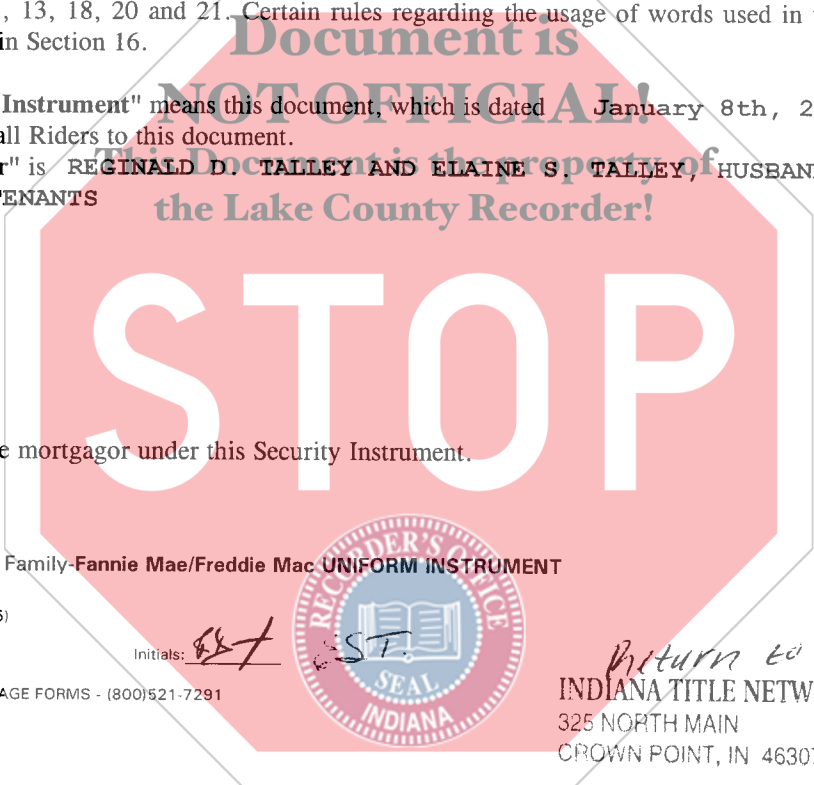 , 13, 18, 20 and 21. Certain rules regarding the usage of words used in
in Section 16.
Document is
NOT OFFICIAL!
Instrument" means this document, which is dated January 8th, 2
all Riders to this document.
This Document is the property of
the Lake County Recorder!
r" is REGINALD D. TALLEY AND ELAINE S. TALLEY, HUSBAN
TENANTS
STOP
e mortgagor under this Security Instrument.
Family-Fannie Mae/Freddie Mac UNIFORM INSTRUMENT
Initials: EST.
AGE FORMS - (800)521-7291
RECORDER'S OFFICE
SEAL
INDIANA
Return to
INDIANA TITLE NETW
325 NORTH MAIN
CROWN POINT, IN 46307